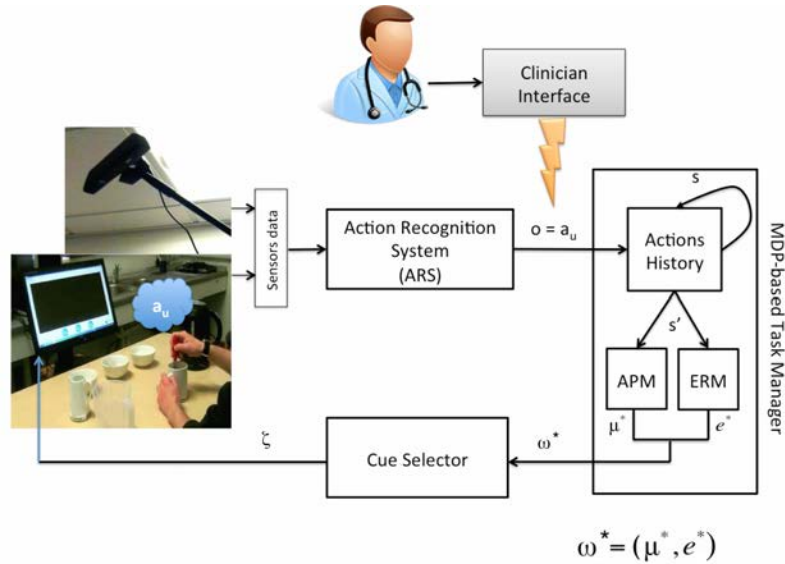 Clinician
Interface
Sensors data
Action Recognition
System
(ARS)
o = aᵤ
s
Actions
History
s'
APM
ERM
μ*
e*
MDP-based Task Manager
aᵤ
ζ
Cue Selector
ω*
ω*= (μ*, e*)